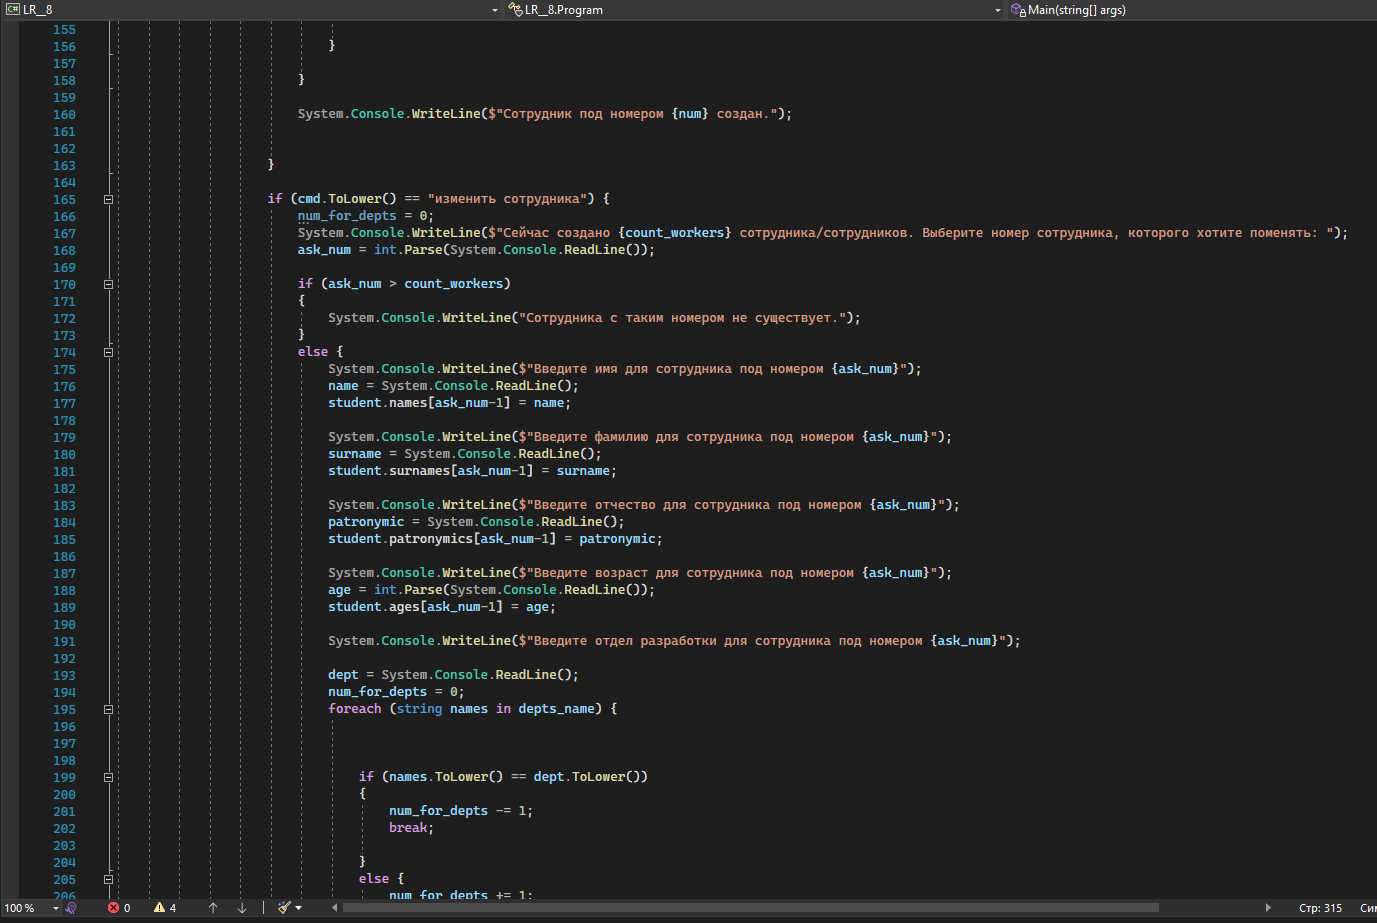 C# LR__8 LR__8.Program Main(string[] args)
155
156 }
157
158 }
159
160 System.Console.WriteLine($"Сотрудник под номером {num} создан.");
161
162
163 }
164
165 if (cmd.ToLower() == "изменить сотрудника") {
166 num_for_depts = 0;
167 System.Console.WriteLine($"Сейчас создано {count_workers} сотрудника/сотрудников. Выберите номер сотрудника, которого хотите поменять: ");
168 ask_num = int.Parse(System.Console.ReadLine());
169
170 if (ask_num > count_workers)
171 {
172 System.Console.WriteLine("Сотрудника с таким номером не существует.");
173 }
174 else {
175 System.Console.WriteLine($"Введите имя для сотрудника под номером {ask_num}");
176 name = System.Console.ReadLine();
177 student.names[ask_num-1] = name;
178
179 System.Console.WriteLine($"Введите фамилию для сотрудника под номером {ask_num}");
180 surname = System.Console.ReadLine();
181 student.surnames[ask_num-1] = surname;
182
183 System.Console.WriteLine($"Введите отчество для сотрудника под номером {ask_num}");
184 patronymic = System.Console.ReadLine();
185 student.patronymics[ask_num-1] = patronymic;
186
187 System.Console.WriteLine($"Введите возраст для сотрудника под номером {ask_num}");
188 age = int.Parse(System.Console.ReadLine());
189 student.ages[ask_num-1] = age;
190
191 System.Console.WriteLine($"Введите отдел разработки для сотрудника под номером {ask_num}");
192
193 dept = System.Console.ReadLine();
194 num_for_depts = 0;
195 foreach (string names in depts_name) {
196
197
198
199 if (names.ToLower() == dept.ToLower())
200 {
201 num_for_depts -= 1;
202 break;
203
204 }
205 else {
206 num_for_depts += 1;
100 % 0 4 Стр: 315 Сим